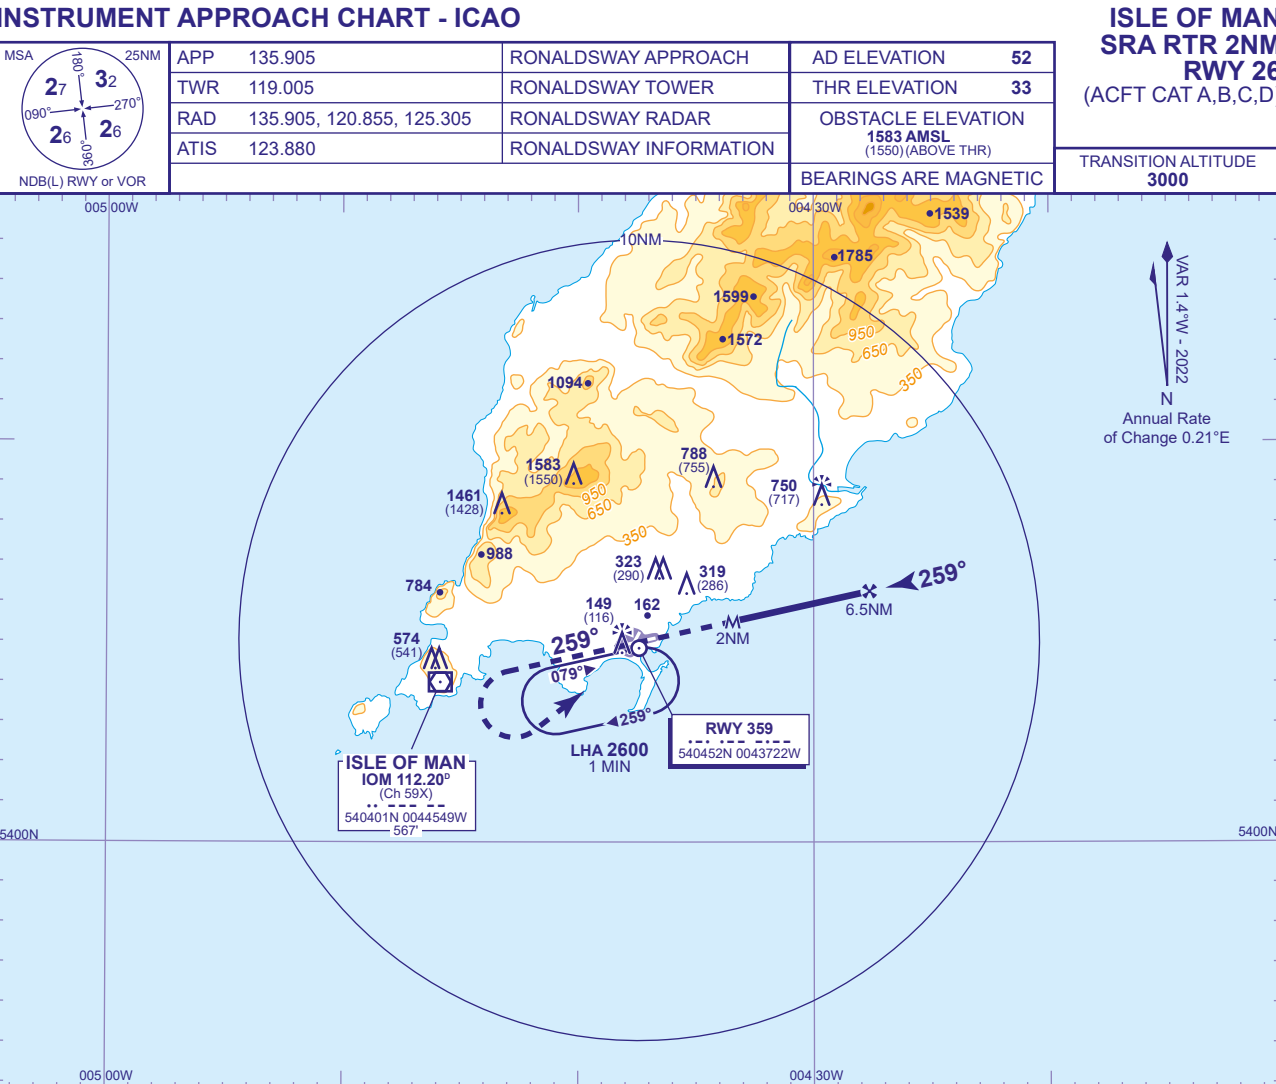 INSTRUMENT APPROACH CHART - ICAO
ISLE OF MAN
SRA RTR 2NM
RWY 26
(ACFT CAT A,B,C,D
MSA
25NM
180°
27
32
090°
270°
26
26
360°
NDB(L) RWY or VOR
APP 135.905 RONALDSWAY APPROACH
TWR 119.005 RONALDSWAY TOWER
RAD 135.905, 120.855, 125.305 RONALDSWAY RADAR
ATIS 123.880 RONALDSWAY INFORMATION
AD ELEVATION 52
THR ELEVATION 33
OBSTACLE ELEVATION
1583 AMSL
(1550) (ABOVE THR)
BEARINGS ARE MAGNETIC
TRANSITION ALTITUDE
3000
005 00W
004 30W
10NM
1539
1785
1599
1572
950
650
350
1094
VAR 1.4°W - 2022
N
Annual Rate
of Change 0.21°E
1583
(1550)
788
(755)
750
(717)
1461
(1428)
950
650
350
988
323
(290)
319
(286)
784
149
(116)
162
259°
6.5NM
2NM
574
(541)
259°
079°
259°
LHA 2600
1 MIN
RWY 359
.-. .-- -.--
540452N 0043722W
ISLE OF MAN
IOM 112.20D
(Ch 59X)
.. --- --
540401N 0044549W
567'
5400N
5400N
005 00W
004 30W